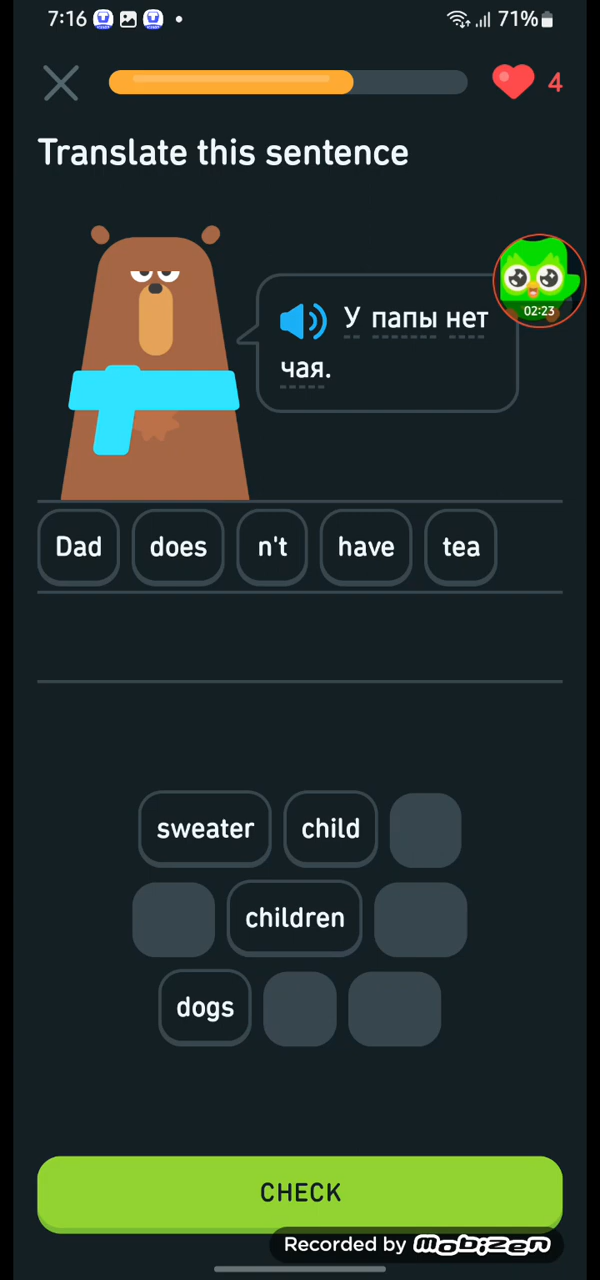 7:16 71%
4
Translate this sentence
02:23
У папы нет
чая.
Dad does n't have tea
sweater child
children
dogs
CHECK
Recorded by mobizen